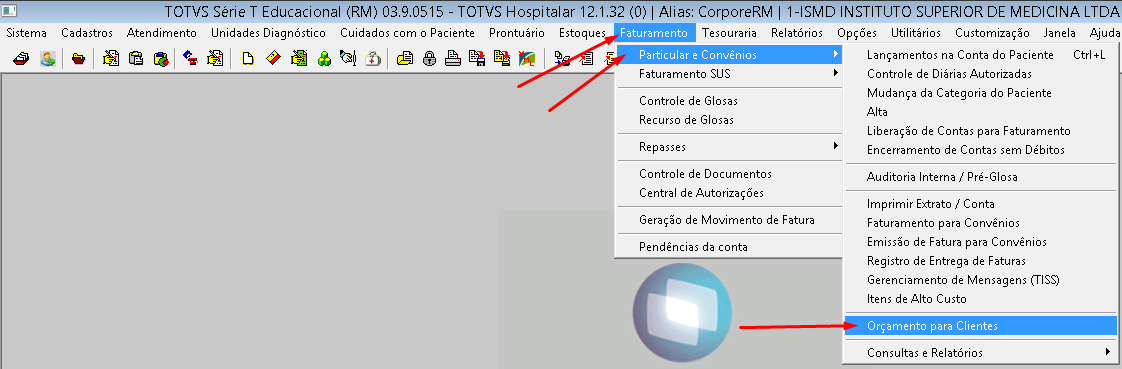 TOTVS Série T Educacional (RM) 03.9.0515 - TOTVS Hospitalar 12.1.32 (0) | Alias: CorporeRM | 1-ISMD INSTITUTO SUPERIOR DE MEDICINA LTDA
Sistema Cadastros Atendimento Unidades Diagnóstico Cuidados com o Paciente Prontuário Estoques Faturamento Tesouraria Relatórios Opções Utilitários Customização Janela Ajuda
Particular e Convênios
Faturamento SUS
Controle de Glosas
Recurso de Glosas
Repasses
Controle de Documentos
Central de Autorizações
Geração de Movimento de Fatura
Pendências da conta
Lançamentos na Conta do Paciente Ctrl+L
Controle de Diárias Autorizadas
Mudança da Categoria do Paciente
Alta
Liberação de Contas para Faturamento
Encerramento de Contas sem Débitos
Auditoria Interna / Pré-Glosa
Imprimir Extrato / Conta
Faturamento para Convênios
Emissão de Fatura para Convênios
Registro de Entrega de Faturas
Gerenciamento de Mensagens (TISS)
Itens de Alto Custo
Orçamento para Clientes
Consultas e Relatórios